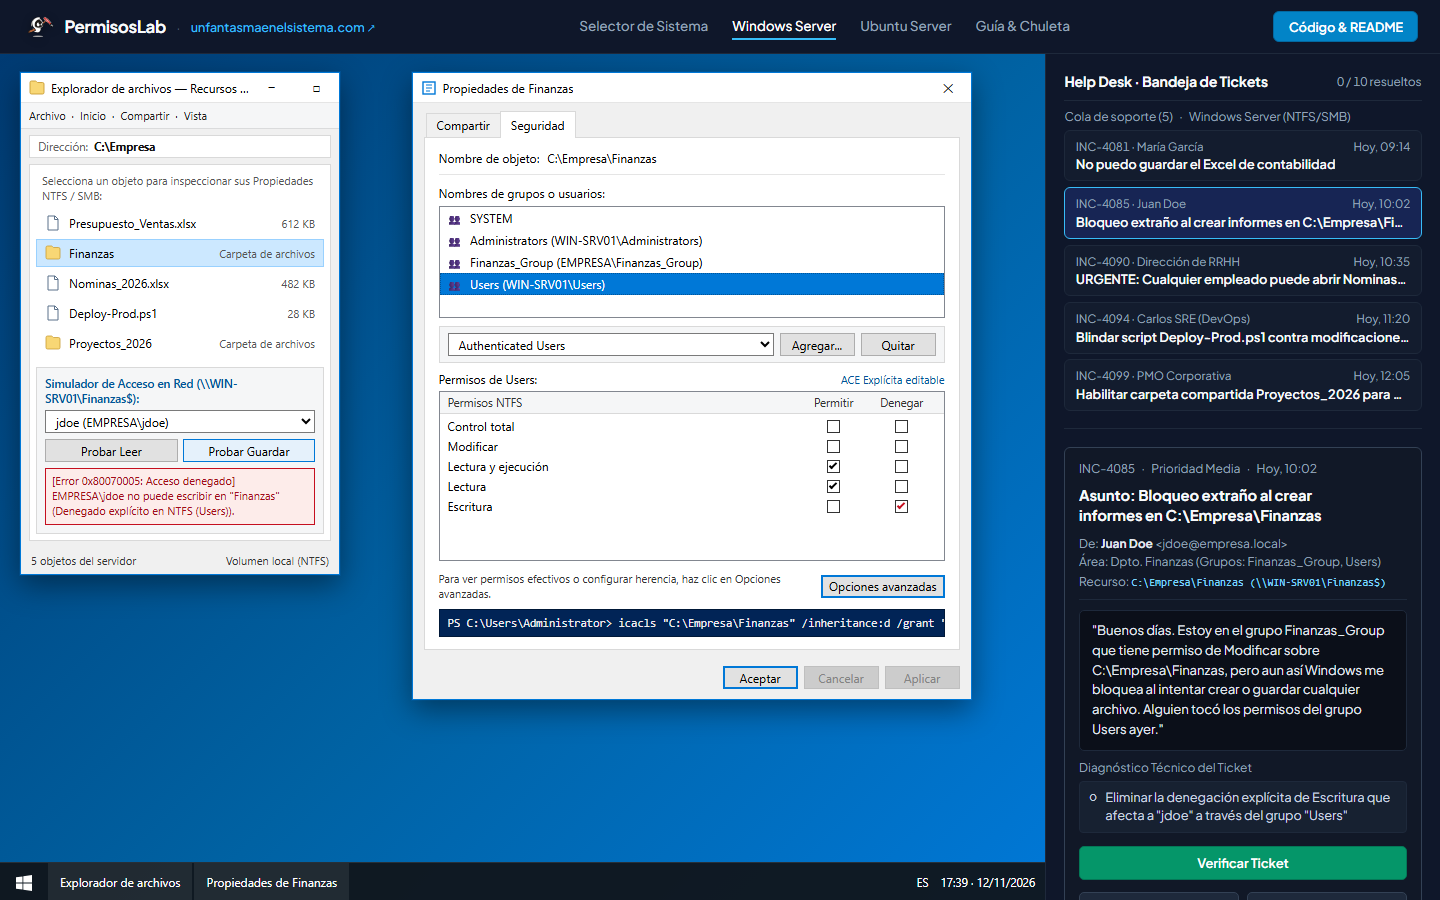 PermisosLab · unfantasmaenelsistema.com ↗
Selector de Sistema
Windows Server
Ubuntu Server
Guía & Chuleta
Código & README
Explorador de archivos — Recursos ...
Archivo · Inicio · Compartir · Vista
Dirección: C:\Empresa
Selecciona un objeto para inspeccionar sus Propiedades
NTFS / SMB:
Presupuesto_Ventas.xlsx 612 KB
Finanzas Carpeta de archivos
Nominas_2026.xlsx 482 KB
Deploy-Prod.ps1 28 KB
Proyectos_2026 Carpeta de archivos
Simulador de Acceso en Red (\\WIN-
SRV01\Finanzas$):
jdoe (EMPRESA\jdoe)
Probar Leer
Probar Guardar
[Error 0x80070005: Acceso denegado]
EMPRESA\jdoe no puede escribir en "Finanzas"
(Denegado explícito en NTFS (Users)).
5 objetos del servidor Volumen local (NTFS)
Propiedades de Finanzas
Compartir
Seguridad
Nombre de objeto: C:\Empresa\Finanzas
Nombres de grupos o usuarios:
SYSTEM
Administrators (WIN-SRV01\Administrators)
Finanzas_Group (EMPRESA\Finanzas_Group)
Users (WIN-SRV01\Users)
Authenticated Users
Agregar...
Quitar
Permisos de Users: ACE Explícita editable
Permisos NTFS Permitir Denegar
Control total
Modificar
Lectura y ejecución
Lectura
Escritura
Para ver permisos efectivos o configurar herencia, haz clic en Opciones
avanzadas.
Opciones avanzadas
PS C:\Users\Administrator> icacls "C:\Empresa\Finanzas" /inheritance:d /grant "
Aceptar
Cancelar
Aplicar
Help Desk · Bandeja de Tickets 0 / 10 resueltos
Cola de soporte (5) · Windows Server (NTFS/SMB)
INC-4081 · María García Hoy, 09:14
No puedo guardar el Excel de contabilidad
INC-4085 · Juan Doe Hoy, 10:02
Bloqueo extraño al crear informes en C:\Empresa\Fi...
INC-4090 · Dirección de RRHH Hoy, 10:35
URGENTE: Cualquier empleado puede abrir Nominas...
INC-4094 · Carlos SRE (DevOps) Hoy, 11:20
Blindar script Deploy-Prod.ps1 contra modificacione...
INC-4099 · PMO Corporativa Hoy, 12:05
Habilitar carpeta compartida Proyectos_2026 para ...
INC-4085 · Prioridad Media · Hoy, 10:02
Asunto: Bloqueo extraño al crear
informes en C:\Empresa\Finanzas
De: Juan Doe <jdoe@empresa.local>
Área: Dpto. Finanzas (Grupos: Finanzas_Group, Users)
Recurso: C:\Empresa\Finanzas (\\WIN-SRV01\Finanzas$)
"Buenos días. Estoy en el grupo Finanzas_Group
que tiene permiso de Modificar sobre
C:\Empresa\Finanzas, pero aun así Windows me
bloquea al intentar crear o guardar cualquier
archivo. Alguien tocó los permisos del grupo
Users ayer."
Diagnóstico Técnico del Ticket
Eliminar la denegación explícita de Escritura que
afecta a "jdoe" a través del grupo "Users"
Verificar Ticket
Explorador de archivos
Propiedades de Finanzas
ES 17:39 · 12/11/2026